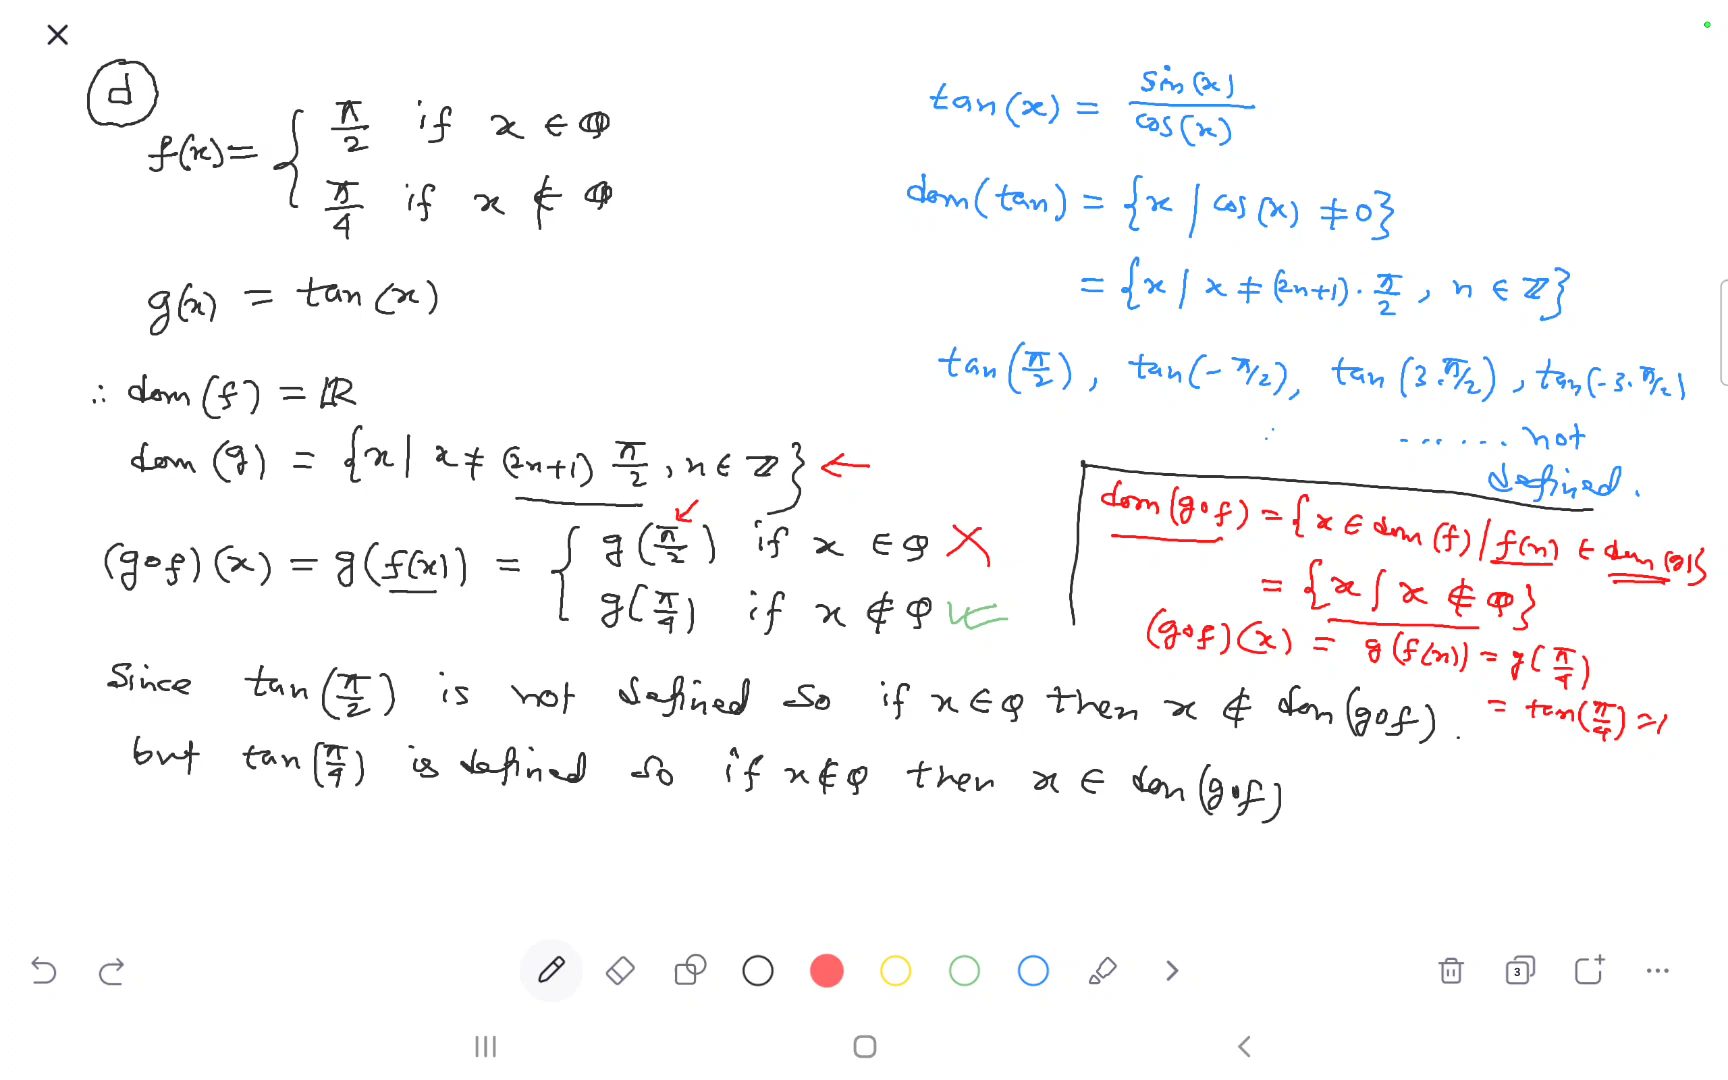 d
f(x) = { π/2 if x ∈ Q
π/4 if x ∉ Q
g(x) = tan(x)
∴ dom(f) = ℝ
dom(g) = {x | x ≠ (2n+1) π/2, n ∈ ℤ} ←
(g∘f)(x) = g(f(x)) = { g(π/2) if x ∈ Q ✗
g(π/4) if x ∉ Q ✓
Since tan(π/2) is not defined so if x ∈ Q then x ∉ dom(g∘f).
but tan(π/4) is defined so if x ∉ Q then x ∈ dom(g∘f)
tan(x) = sin(x)/cos(x)
dom(tan) = {x | cos(x) ≠ 0}
= {x | x ≠ (2n+1)·π/2, n ∈ ℤ}
tan(π/2), tan(-π/2), tan(3·π/2), tan(-3·π/2)
...... not
defined.
dom(g∘f) = {x ∈ dom(f) | f(x) ∈ dom(g)}
= {x | x ∉ Q}
(g∘f)(x) = g(f(x)) = g(π/4)
= tan(π/4) = 1
3